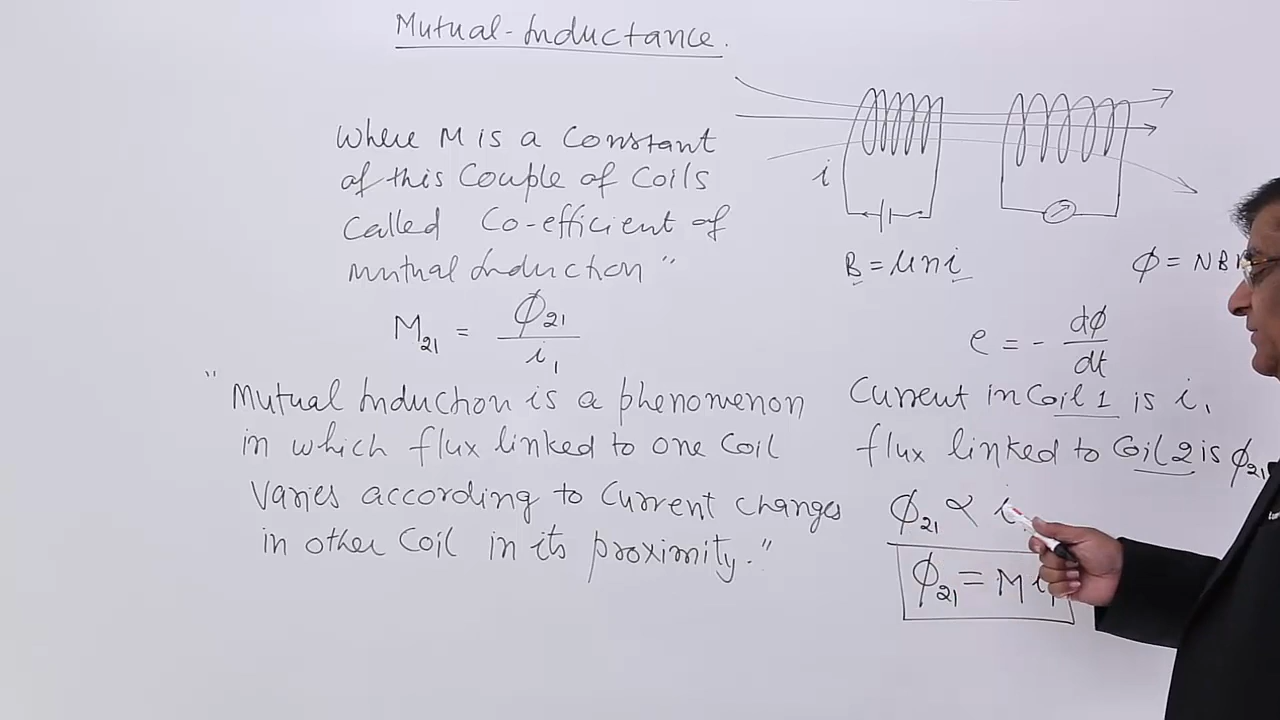 Mutual-Inductance.
Where M is a Constant
of this Couple of Coils
Called Co-efficient of
Mutual Induction"
M₂₁ = ϕ₂₁ / i₁
"Mutual Induction is a phenomenon
in which flux linked to one Coil
Varies according to Current changes
in other Coil in its proximity."
i
B = μni
ϕ = NB
e = - dϕ/dt
Current in Coil 1 is i₁
flux linked to Coil 2 is ϕ₂₁
ϕ₂₁ ∝ i
ϕ₂₁ = M i₁